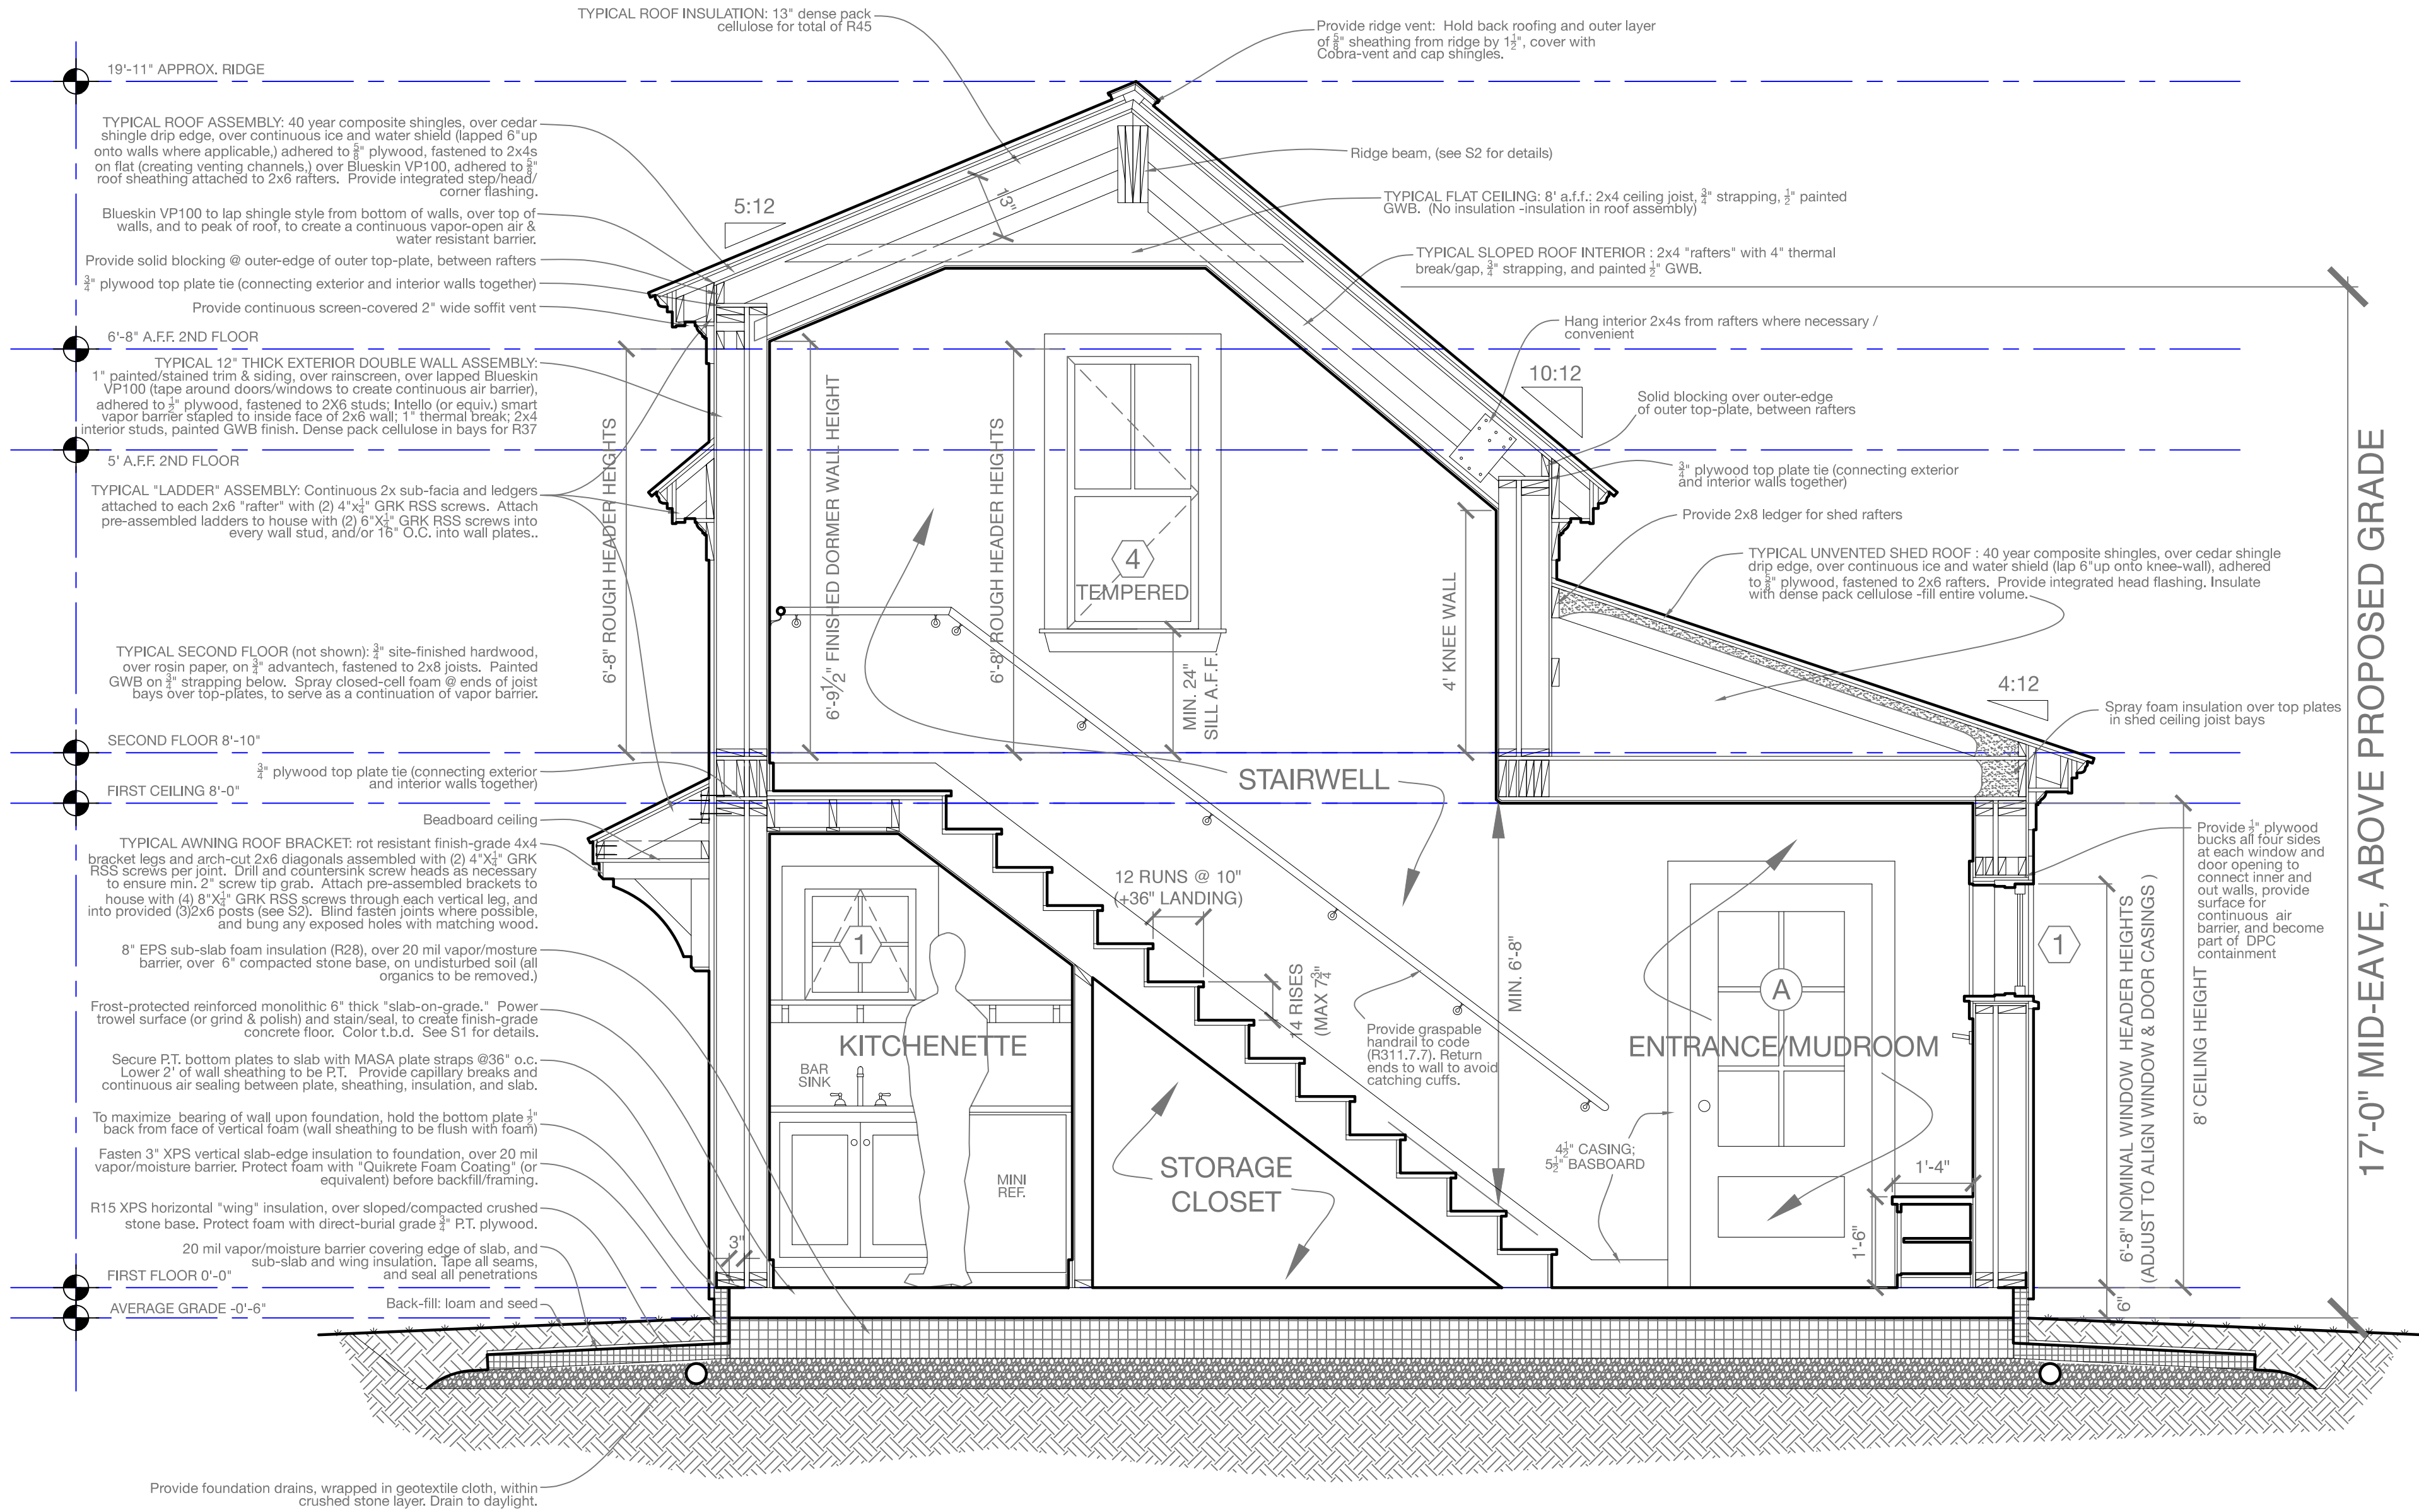 TYPICAL ROOF INSULATION: 13" dense pack
cellulose for total of R45
Provide ridge vent: Hold back roofing and outer layer
of 5/8" sheathing from ridge by 1 1/2", cover with
Cobra-vent and cap shingles.
19'-11" APPROX. RIDGE
TYPICAL ROOF ASSEMBLY: 40 year composite shingles, over cedar
shingle drip edge, over continuous ice and water shield (lapped 6"up
onto walls where applicable,) adhered to 5/8" plywood, fastened to 2x4s
on flat (creating venting channels,) over Blueskin VP100, adhered to 5/8"
roof sheathing attached to 2x6 rafters. Provide integrated step/head/
corner flashing.
Ridge beam, (see S2 for details)
TYPICAL FLAT CEILING: 8' a.f.f.: 2x4 ceiling joist, 3/4" strapping, 1/2" painted
GWB. (No insulation -insulation in roof assembly)
5:12
13"
Blueskin VP100 to lap shingle style from bottom of walls, over top of
walls, and to peak of roof, to create a continuous vapor-open air &
water resistant barrier.
TYPICAL SLOPED ROOF INTERIOR : 2x4 "rafters" with 4" thermal
break/gap, 3/4" strapping, and painted 1/2" GWB.
Provide solid blocking @ outer-edge of outer top-plate, between rafters
3/4" plywood top plate tie (connecting exterior and interior walls together)
Provide continuous screen-covered 2" wide soffit vent
Hang interior 2x4s from rafters where necessary /
convenient
6'-8" A.F.F. 2ND FLOOR
TYPICAL 12" THICK EXTERIOR DOUBLE WALL ASSEMBLY:
1" painted/stained trim & siding, over rainscreen, over lapped Blueskin
VP100 (tape around doors/windows to create continuous air barrier),
adhered to 1/2" plywood, fastened to 2X6 studs; Intello (or equiv.) smart
vapor barrier stapled to inside face of 2x6 wall; 1" thermal break; 2x4
interior studs, painted GWB finish. Dense pack cellulose in bays for R37
10:12
Solid blocking over outer-edge
of outer top-plate, between rafters
5' A.F.F. 2ND FLOOR
3/4" plywood top plate tie (connecting exterior
and interior walls together)
TYPICAL "LADDER" ASSEMBLY: Continuous 2x sub-facia and ledgers
attached to each 2x6 "rafter" with (2) 4"x1/4" GRK RSS screws. Attach
pre-assembled ladders to house with (2) 6"X1/4" GRK RSS screws into
every wall stud, and/or 16" O.C. into wall plates..
Provide 2x8 ledger for shed rafters
TYPICAL UNVENTED SHED ROOF : 40 year composite shingles, over cedar shingle
drip edge, over continuous ice and water shield (lap 6"up onto knee-wall), adhered
to 5/8" plywood, fastened to 2x6 rafters. Provide integrated head flashing. Insulate
with dense pack cellulose -fill entire volume.
6'-8" ROUGH HEADER HEIGHTS
6'-9 1/2" FINISHED DORMER WALL HEIGHT
6'-8" ROUGH HEADER HEIGHTS
4
TEMPERED
MIN. 24"
SILL A.F.F.
4' KNEE WALL
17'-0" MID-EAVE, ABOVE PROPOSED GRADE
TYPICAL SECOND FLOOR (not shown): 3/4" site-finished hardwood,
over rosin paper, on 3/4" advantech, fastened to 2x8 joists. Painted
GWB on 3/4" strapping below. Spray closed-cell foam @ ends of joist
bays over top-plates, to serve as a continuation of vapor barrier.
4:12
Spray foam insulation over top plates
in shed ceiling joist bays
SECOND FLOOR 8'-10"
3/4" plywood top plate tie (connecting exterior
and interior walls together)
STAIRWELL
FIRST CEILING 8'-0"
Beadboard ceiling
TYPICAL AWNING ROOF BRACKET: rot resistant finish-grade 4x4
bracket legs and arch-cut 2x6 diagonals assembled with (2) 4"X1/4" GRK
RSS screws per joint. Drill and countersink screw heads as necessary
to ensure min. 2" screw tip grab. Attach pre-assembled brackets to
house with (4) 8"X1/4" GRK RSS screws through each vertical leg, and
into provided (3)2x6 posts (see S2). Blind fasten joints where possible,
and bung any exposed holes with matching wood.
Provide 1/2" plywood
bucks all four sides
at each window and
door opening to
connect inner and
out walls, provide
surface for
continuous air
barrier, and become
part of DPC
containment
12 RUNS @ 10"
(+36" LANDING)
1
1
8" EPS sub-slab foam insulation (R28), over 20 mil vapor/mosture
barrier, over 6" compacted stone base, on undisturbed soil (all
organics to be removed.)
14 RISES
(MAX 7 3/4"
MIN. 6'-8"
A
Frost-protected reinforced monolithic 6" thick "slab-on-grade." Power
trowel surface (or grind & polish) and stain/seal, to create finish-grade
concrete floor. Color t.b.d. See S1 for details.
KITCHENETTE
Provide graspable
handrail to code
(R311.7.7). Return
ends to wall to avoid
catching cuffs.
ENTRANCE/MUDROOM
BAR
SINK
Secure P.T. bottom plates to slab with MASA plate straps @36" o.c.
Lower 2' of wall sheathing to be P.T. Provide capillary breaks and
continuous air sealing between plate, sheathing, insulation, and slab.
To maximize bearing of wall upon foundation, hold the bottom plate 1/2"
back from face of vertical foam (wall sheathing to be flush with foam)
Fasten 3" XPS vertical slab-edge insulation to foundation, over 20 mil
vapor/moisture barrier. Protect foam with "Quikrete Foam Coating" (or
equivalent) before backfill/framing.
4 1/2" CASING;
5 1/2" BASBOARD
STORAGE
CLOSET
MINI
REF.
1'-4"
1'-6"
6'-8" NOMINAL WINDOW HEADER HEIGHTS
(ADJUST TO ALIGN WINDOW & DOOR CASINGS )
8' CEILING HEIGHT
R15 XPS horizontal "wing" insulation, over sloped/compacted crushed
stone base. Protect foam with direct-burial grade 3/4" P.T. plywood.
3"
20 mil vapor/moisture barrier covering edge of slab, and
sub-slab and wing insulation. Tape all seams,
and seal all penetrations
FIRST FLOOR 0'-0"
Back-fill: loam and seed
AVERAGE GRADE -0'-6"
6"
Provide foundation drains, wrapped in geotextile cloth, within
crushed stone layer. Drain to daylight.